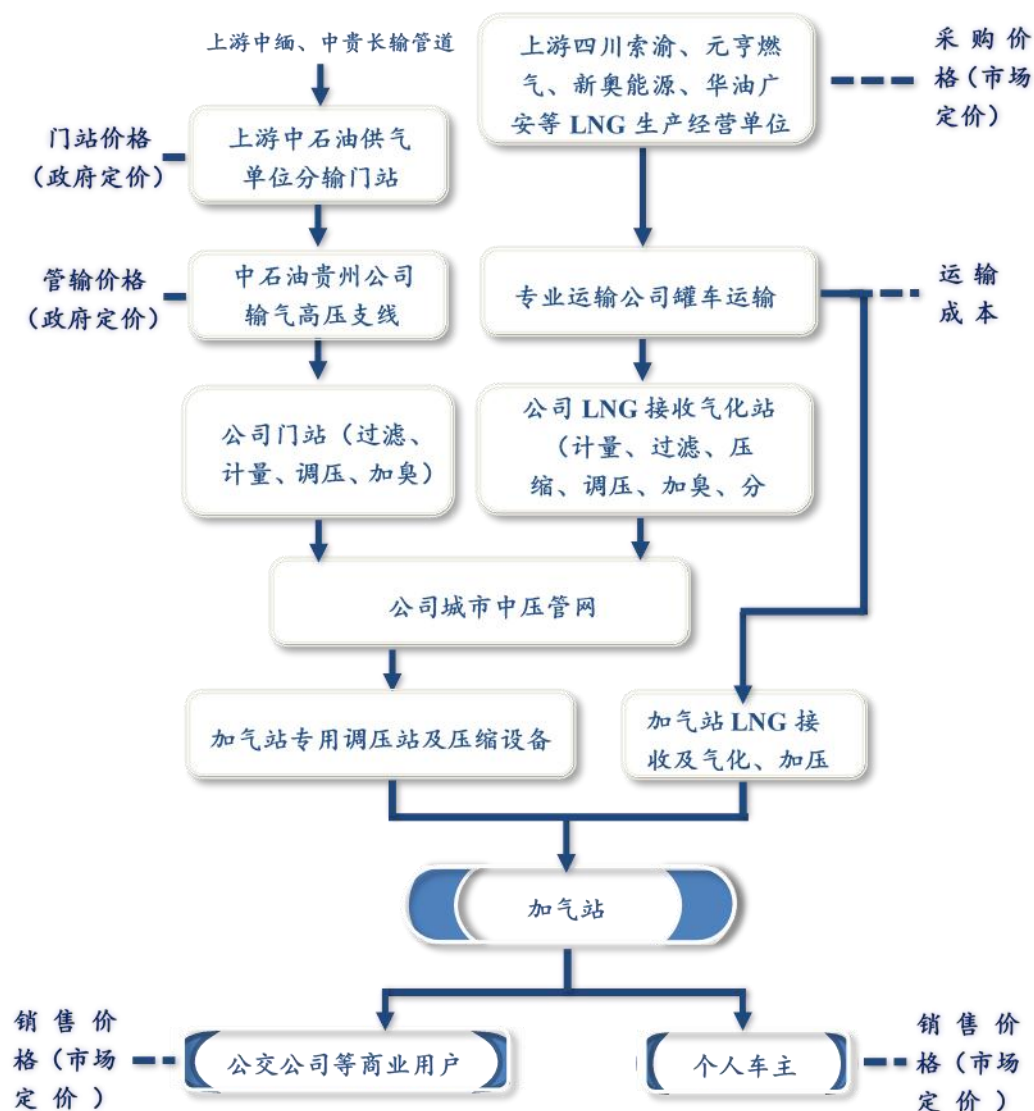 上游中缅、中贵长输管道
上游四川索渝、元亨燃
气、新奥能源、华油广
安等 LNG 生产经营单位
采购价
格（市场
定价）
门站价格
（政府定价）
上游中石油供气
单位分输门站
管输价格
（政府定价）
中石油贵州公司
输气高压支线
专业运输公司罐车运输
运输
成本
公司门站（过滤、
计量、调压、加臭）
公司 LNG 接收气化站
（计量、过滤、压
缩、调压、加臭、分
公司城市中压管网
加气站专用调压站及压缩设备
加气站 LNG 接
收及气化、加压
加气站
销售价
格（市场
定价）
公交公司等商业用户
个人车主
销售价
格（市场
定价）